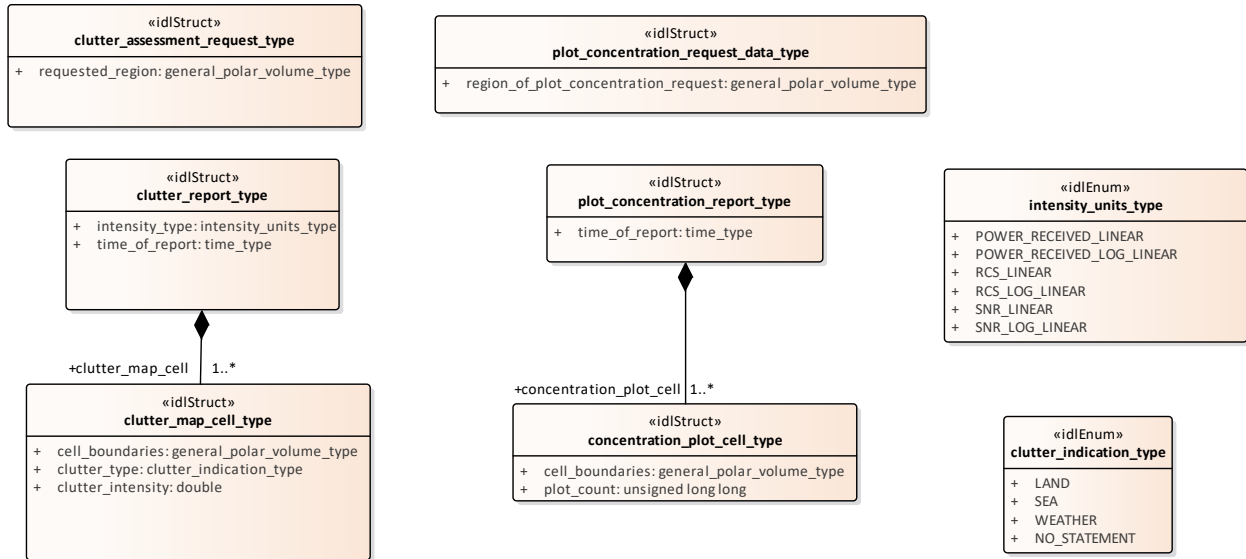 «idlStruct»
clutter_assessment_request_type
+ requested_region: general_polar_volume_type
«idlStruct»
plot_concentration_request_data_type
+ region_of_plot_concentration_request: general_polar_volume_type
«idlStruct»
clutter_report_type
+ intensity_type: intensity_units_type
+ time_of_report: time_type
«idlStruct»
plot_concentration_report_type
+ time_of_report: time_type
«idlEnum»
intensity_units_type
+ POWER_RECEIVED_LINEAR
+ POWER_RECEIVED_LOG_LINEAR
+ RCS_LINEAR
+ RCS_LOG_LINEAR
+ SNR_LINEAR
+ SNR_LOG_LINEAR
+clutter_map_cell 1..*
«idlStruct»
clutter_map_cell_type
+ cell_boundaries: general_polar_volume_type
+ clutter_type: clutter_indication_type
+ clutter_intensity: double
+concentration_plot_cell 1..*
«idlStruct»
concentration_plot_cell_type
+ cell_boundaries: general_polar_volume_type
+ plot_count: unsigned long long
«idlEnum»
clutter_indication_type
+ LAND
+ SEA
+ WEATHER
+ NO_STATEMENT